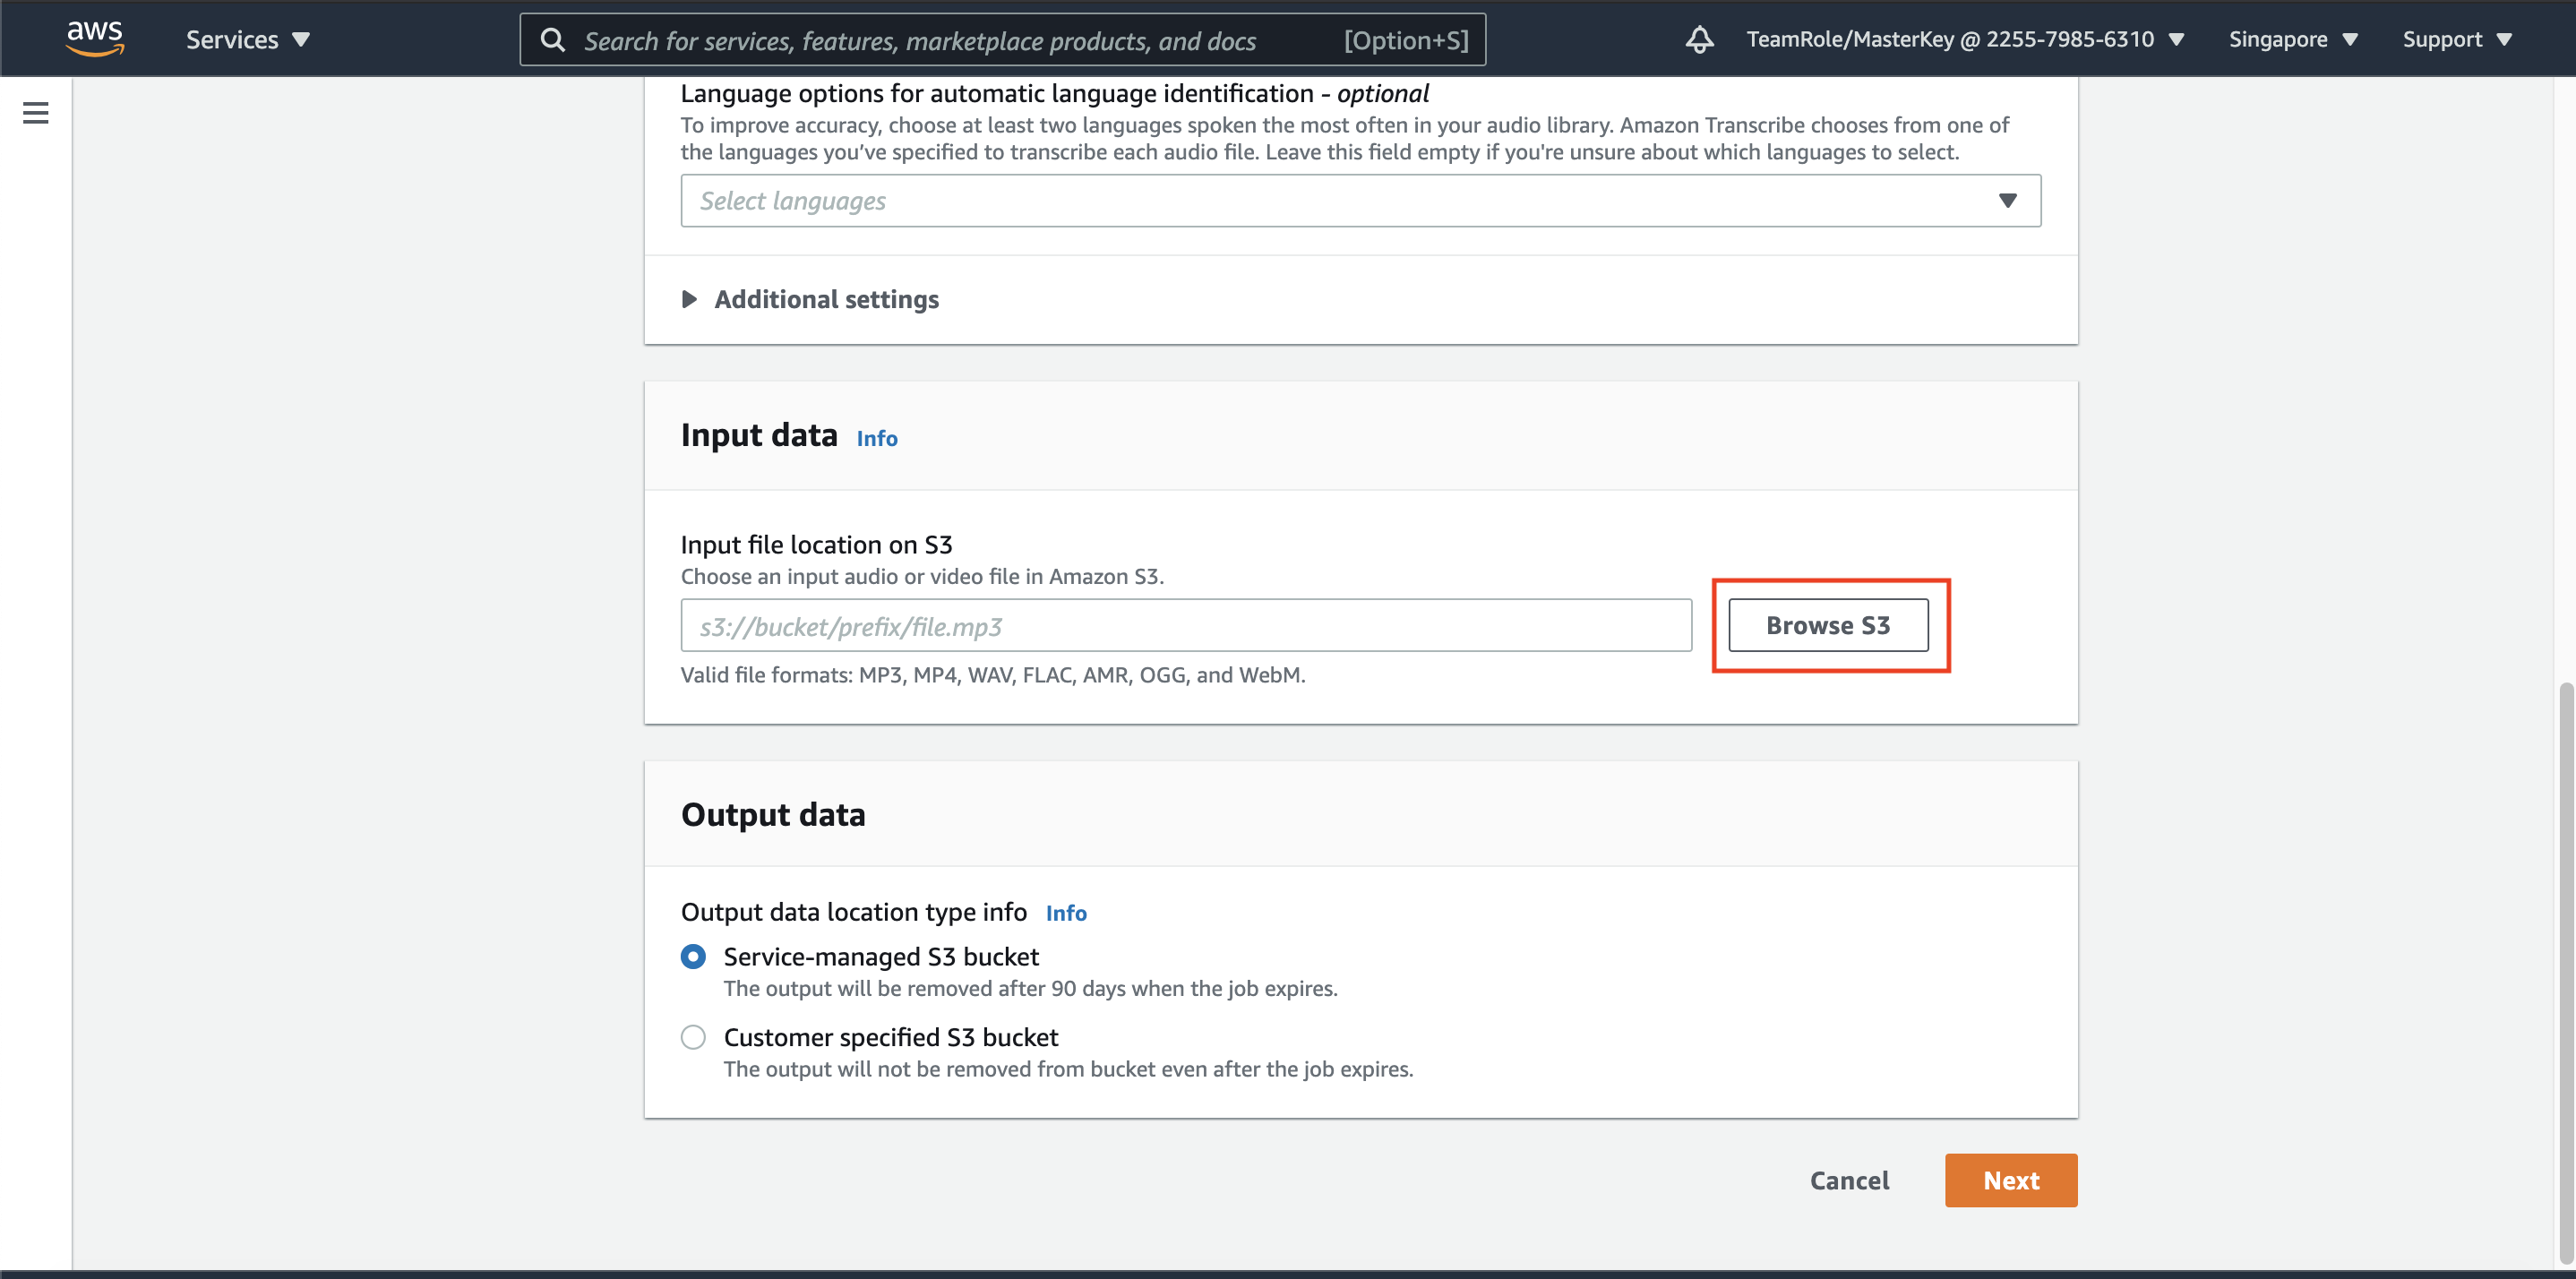 aws
Services
Search for services, features, marketplace products, and docs
[Option+S]
TeamRole/MasterKey @ 2255-7985-6310
Singapore
Support
Language options for automatic language identification - optional
To improve accuracy, choose at least two languages spoken the most often in your audio library. Amazon Transcribe chooses from one of
the languages you’ve specified to transcribe each audio file. Leave this field empty if you're unsure about which languages to select.
Select languages
Additional settings
Input data Info
Input file location on S3
Choose an input audio or video file in Amazon S3.
s3://bucket/prefix/file.mp3
Browse S3
Valid file formats: MP3, MP4, WAV, FLAC, AMR, OGG, and WebM.
Output data
Output data location type info Info
Service-managed S3 bucket
The output will be removed after 90 days when the job expires.
Customer specified S3 bucket
The output will not be removed from bucket even after the job expires.
Cancel
Next